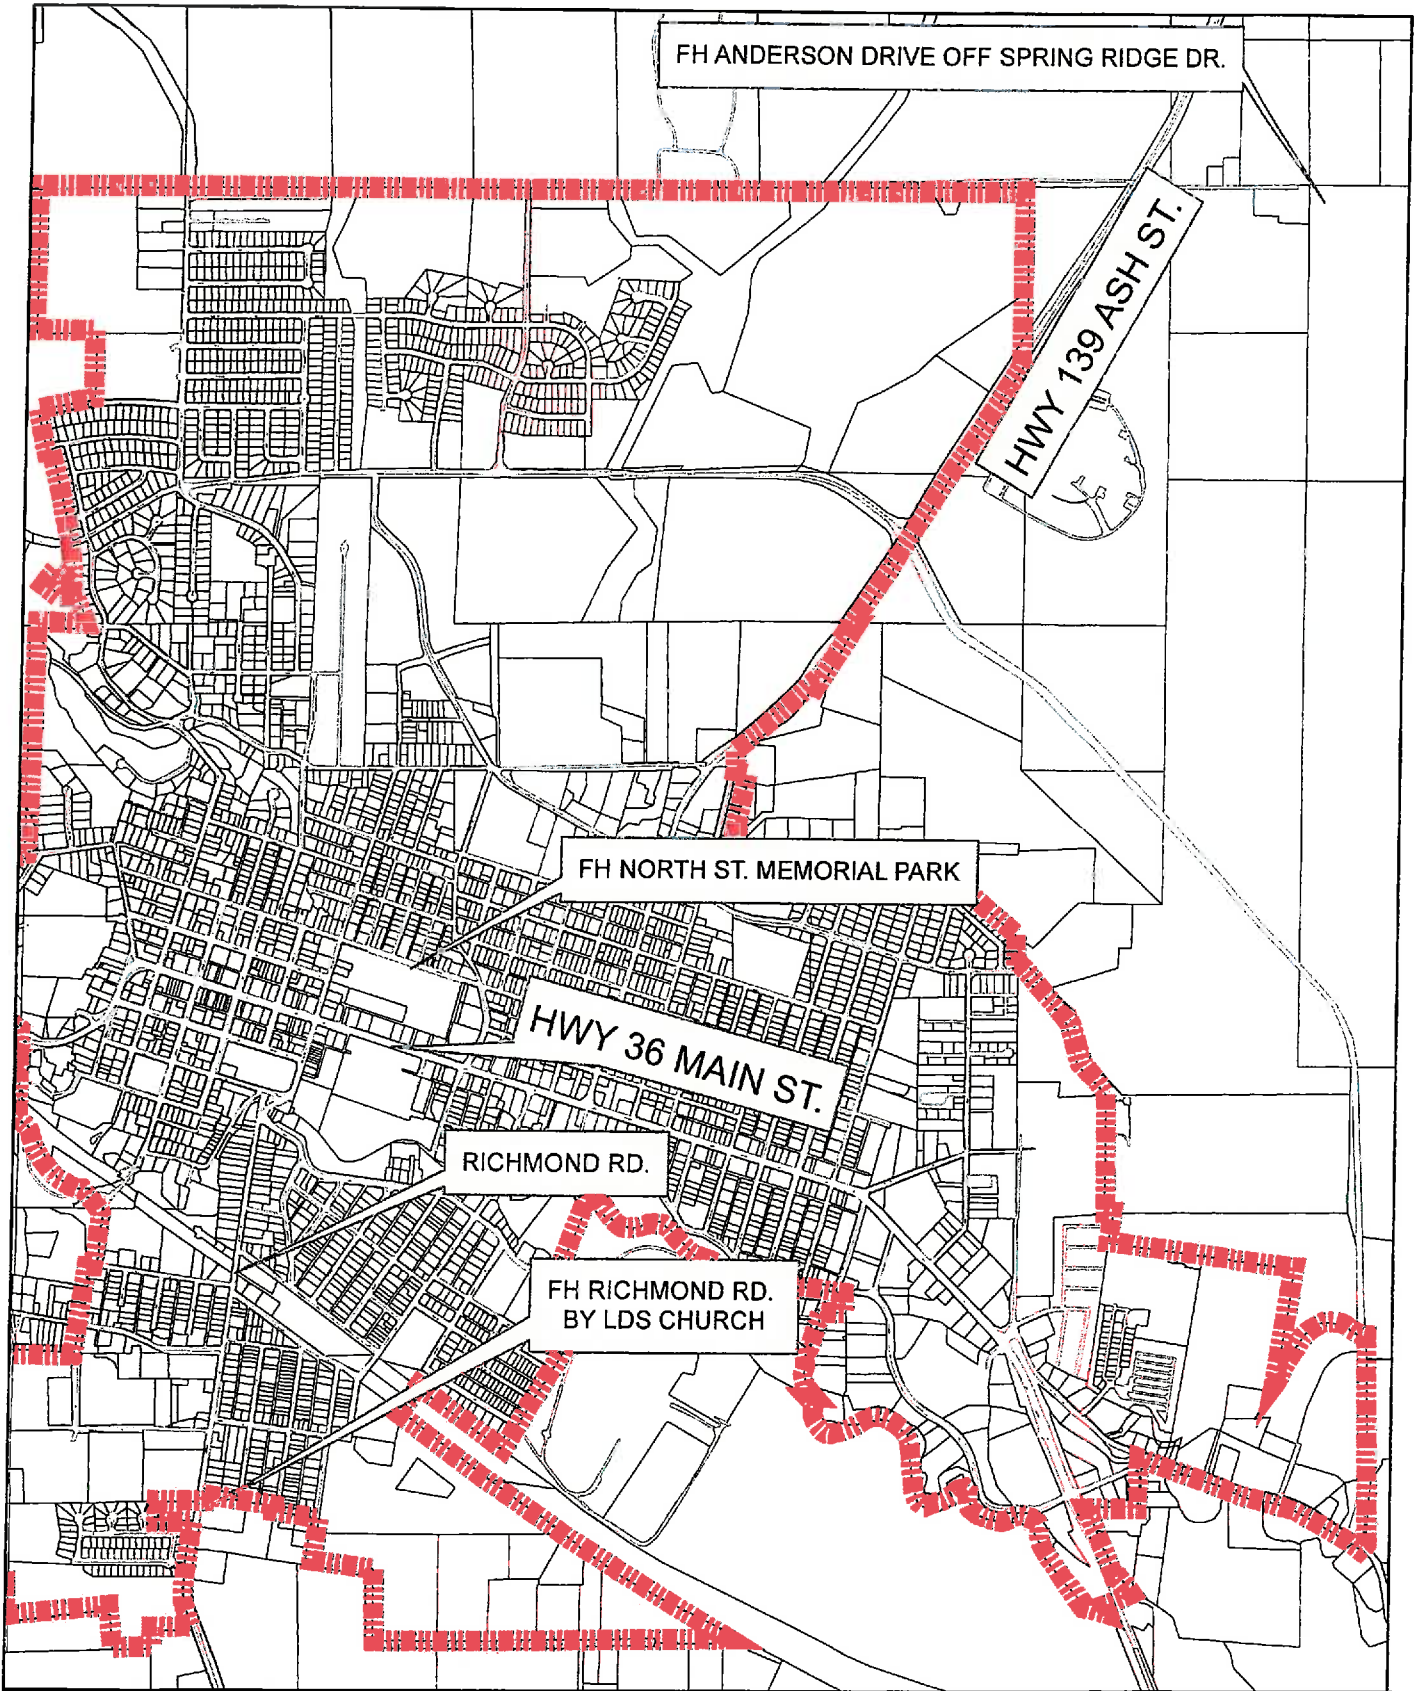 FH ANDERSON DRIVE OFF SPRING RIDGE DR.
HWY 139 ASH ST.
FH NORTH ST. MEMORIAL PARK
HWY 36 MAIN ST.
RICHMOND RD.
FH RICHMOND RD.
BY LDS CHURCH